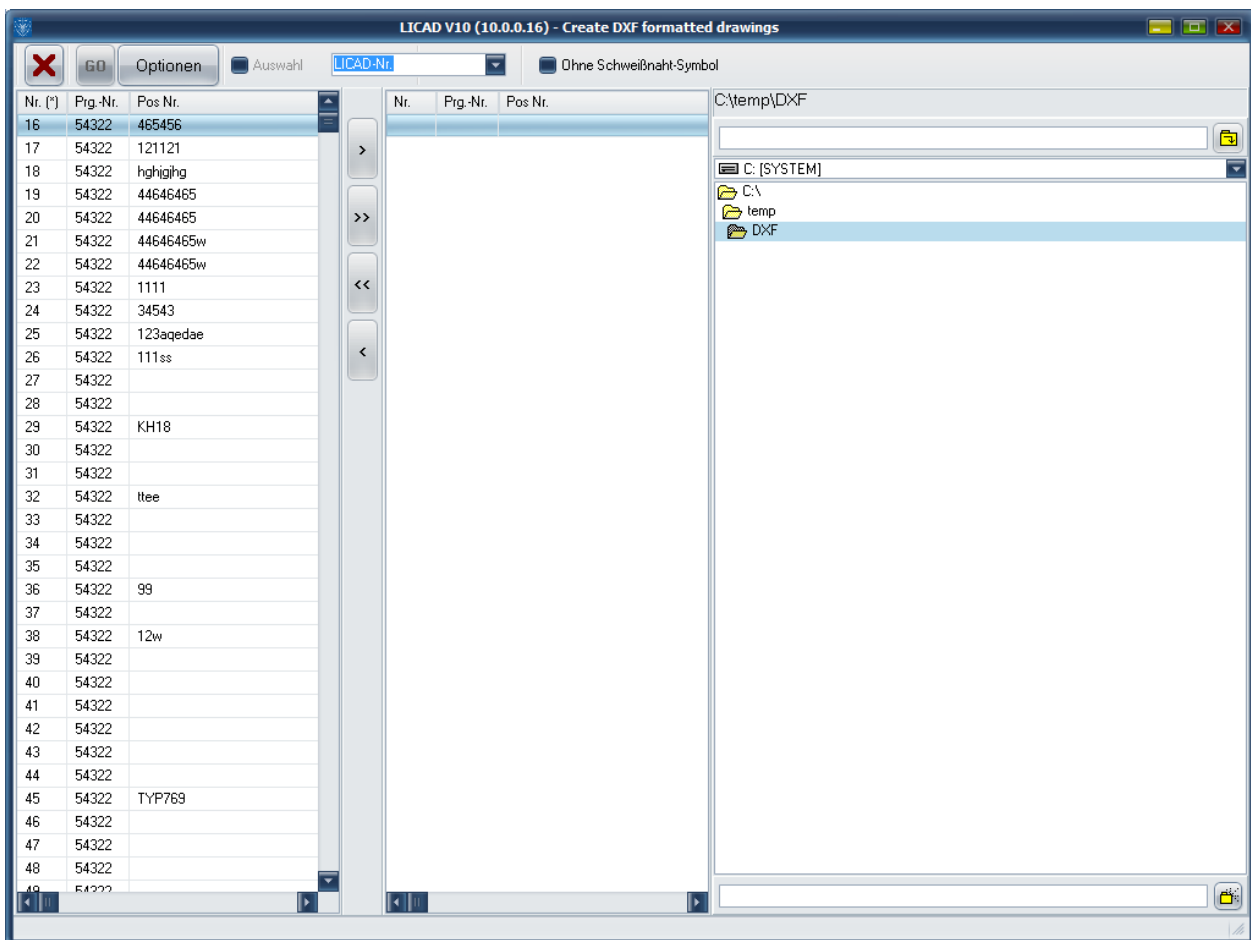 LICAD V10 (10.0.0.16) - Create DXF formatted drawings
GO Optionen Auswahl LICAD-Nr. Ohne Schweißnaht-Symbol
Nr. (*) Prg.-Nr. Pos Nr.
16 54322 465456
17 54322 121121
18 54322 hghjgjhg
19 54322 44646465
20 54322 44646465
21 54322 44646465w
22 54322 44646465w
23 54322 1111
24 54322 34543
25 54322 123aqedae
26 54322 111ss
27 54322
28 54322
29 54322 KH18
30 54322
31 54322
32 54322 ttee
33 54322
34 54322
35 54322
36 54322 99
37 54322
38 54322 12w
39 54322
40 54322
41 54322
42 54322
43 54322
44 54322
45 54322 TYP769
46 54322
47 54322
48 54322
49 54322
>
>>
<<
<
Nr. Prg.-Nr. Pos Nr.
C:\temp\DXF
C: [SYSTEM]
C:\
temp
DXF